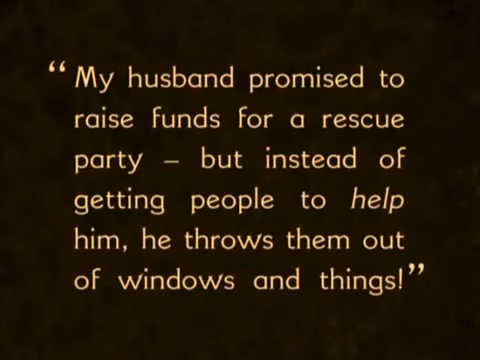 “My husband promised to
raise funds for a rescue
party – but instead of
getting people to help
him, he throws them out
of windows and things!”